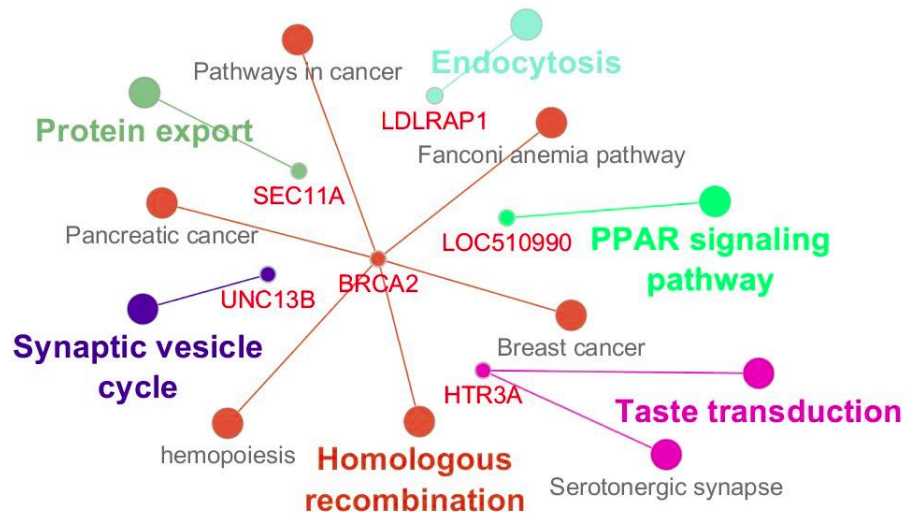 Endocytosis
Pathways in cancer
LDLRAP1
Protein export
Fanconi anemia pathway
SEC11A
Pancreatic cancer
LOC510990
PPAR signaling
pathway
BRCA2
UNC13B
Synaptic vesicle
cycle
Breast cancer
HTR3A
Taste transduction
hemopoiesis
Homologous
recombination
Serotonergic synapse